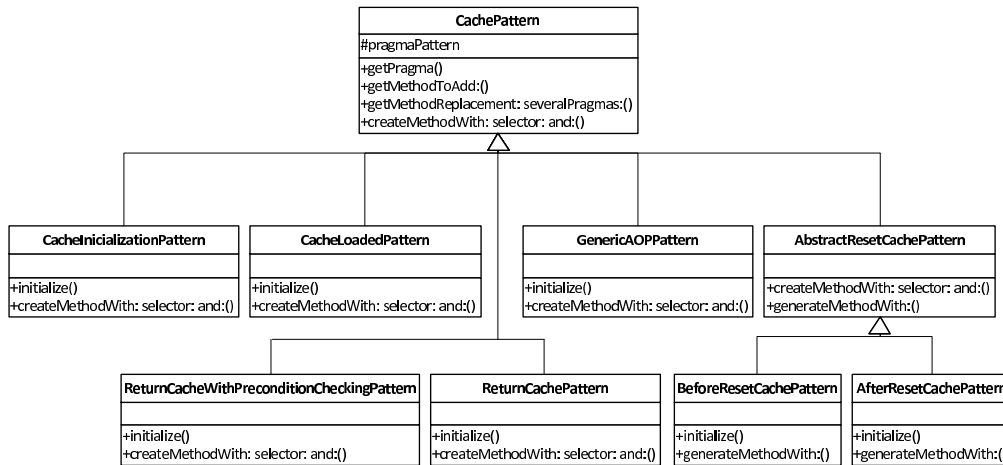 CachePattern
#pragmaPattern
+getPragma()
+getMethodToAdd:()
+getMethodReplacement: severalPragmas:()
+createMethodWith: selector: and:()
CacheInicializationPattern
+initialize()
+createMethodWith: selector: and:()
CacheLoadedPattern
+initialize()
+createMethodWith: selector: and:()
GenericAOPPattern
+initialize()
+createMethodWith: selector: and:()
AbstractResetCachePattern
+createMethodWith: selector: and:()
+generateMethodWith:()
ReturnCacheWithPreconditionCheckingPattern
+initialize()
+createMethodWith: selector: and:()
ReturnCachePattern
+initialize()
+createMethodWith: selector: and:()
BeforeResetCachePattern
+initialize()
+generateMethodWith:()
AfterResetCachePattern
+initialize()
+generateMethodWith:()